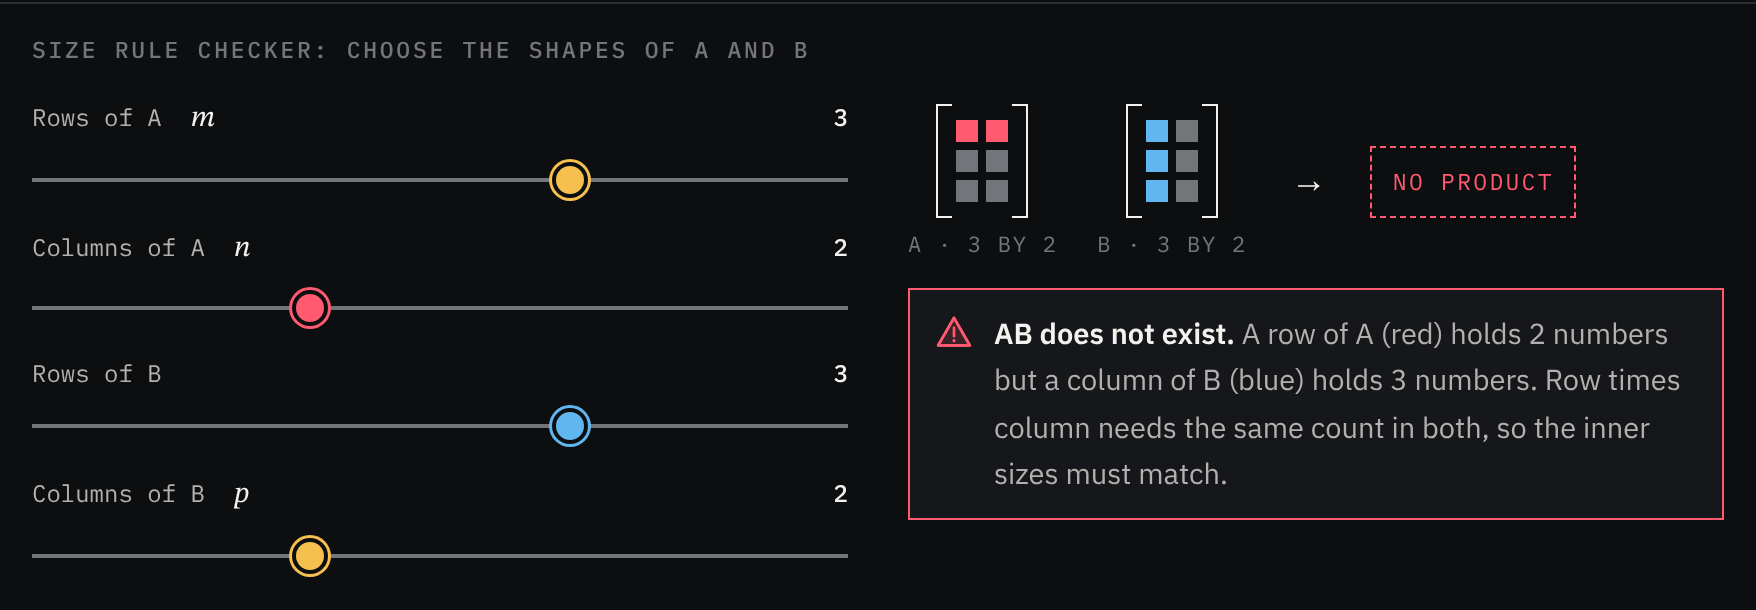 SIZE RULE CHECKER: CHOOSE THE SHAPES OF A AND B
Rows of A m 3
Columns of A n 2
Rows of B 3
Columns of B p 2
→ NO PRODUCT
A · 3 BY 2 B · 3 BY 2
AB does not exist. A row of A (red) holds 2 numbers
but a column of B (blue) holds 3 numbers. Row times
column needs the same count in both, so the inner
sizes must match.